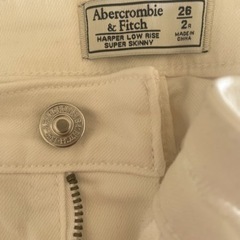 Abercrombie
& Fitch
HARPER LOW RISE
SUPER SKINNY
26
2R
MADE IN
CHINA